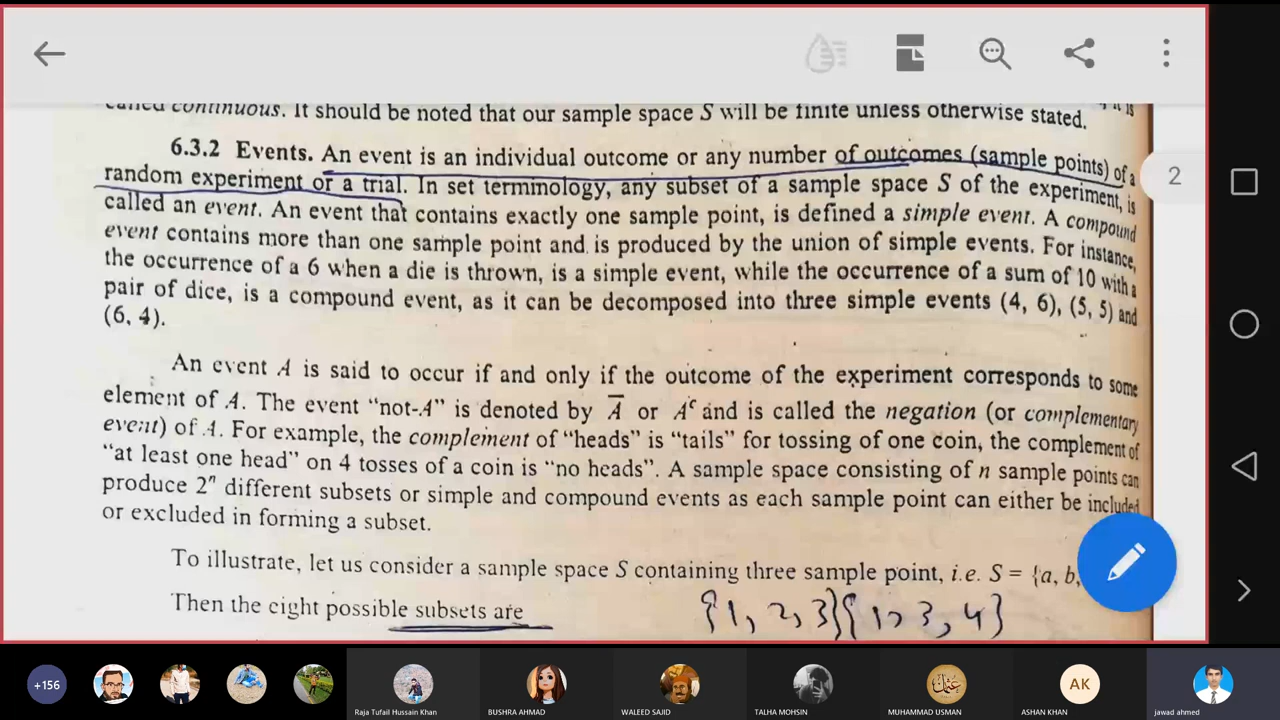 called continuous. It should be noted that our sample space S will be finite unless otherwise stated.
6.3.2 Events. An event is an individual outcome or any number of outcomes (sample points) of a
random experiment or a trial. In set terminology, any subset of a sample space S of the experiment, is
called an event. An event that contains exactly one sample point, is defined a simple event. A compound
event contains more than one sample point and is produced by the union of simple events. For instance,
the occurrence of a 6 when a die is thrown, is a simple event, while the occurrence of a sum of 10 with a
pair of dice, is a compound event, as it can be decomposed into three simple events (4, 6), (5, 5) and
(6, 4).
2
An event A is said to occur if and only if the outcome of the experiment corresponds to some
element of A. The event "not-A" is denoted by A̅ or Aᶜ and is called the negation (or complementary
event) of A. For example, the complement of "heads" is "tails" for tossing of one coin, the complement of
"at least one head" on 4 tosses of a coin is "no heads". A sample space consisting of n sample points can
produce 2ⁿ different subsets or simple and compound events as each sample point can either be included
or excluded in forming a subset.
To illustrate, let us consider a sample space S containing three sample point, i.e. S = {a, b,
Then the eight possible subsets are
{1, 2, 3}{1, 3, 4}
+156
AK
Raja Tufail Hussain Khan
BUSHRA AHMAD
WALEED SAJID
TALHA MOHSIN
MUHAMMAD USMAN
ASHAN KHAN
jawad ahmed